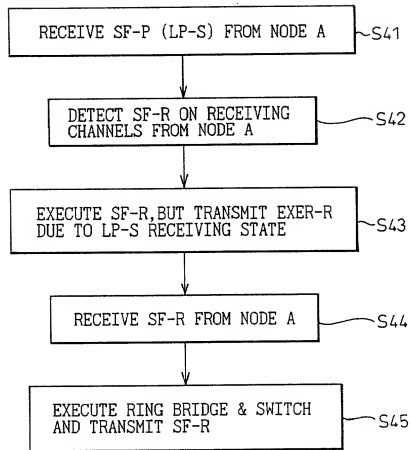 RECEIVE SF-P (LP-S) FROM NODE A
S41
DETECT SF-R ON RECEIVING
CHANNELS FROM NODE A
S42
EXECUTE SF-R,BUT TRANSMIT EXER-R
DUE TO LP-S RECEIVING STATE
S43
RECEIVE SF-R FROM NODE A
S44
EXECUTE RING BRIDGE & SWITCH
AND TRANSMIT SF-R
S45